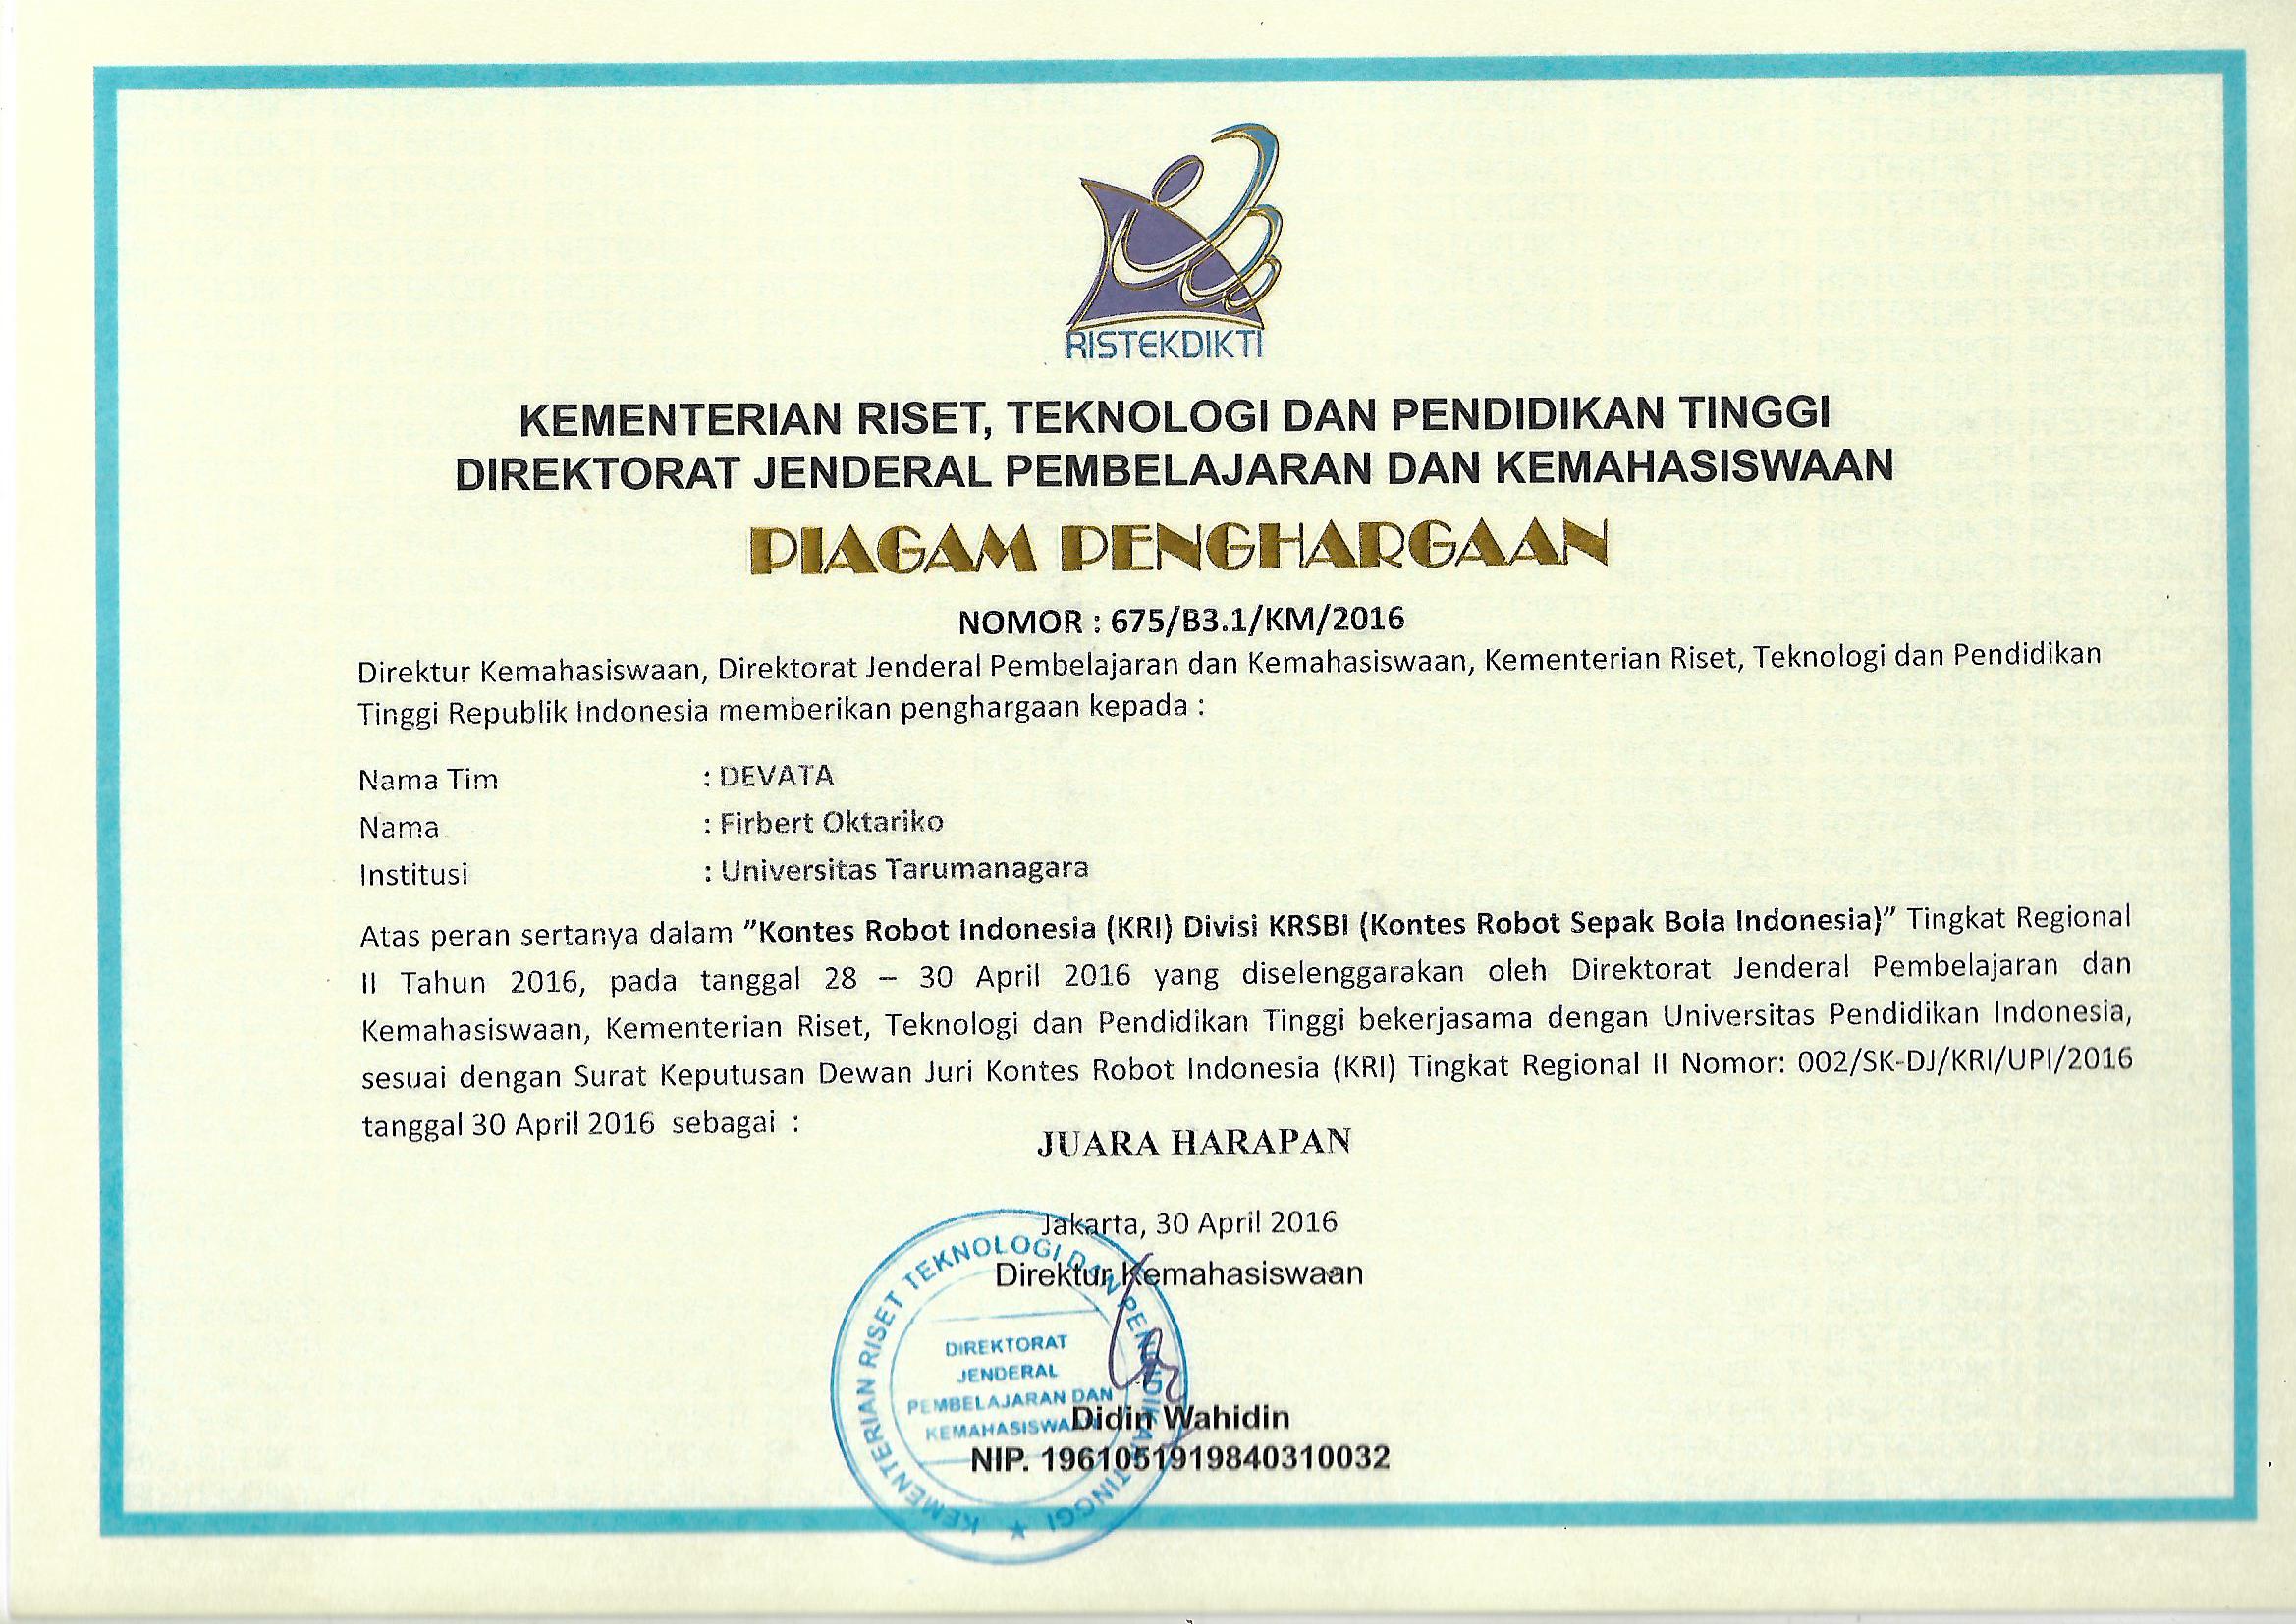 RISTEKDIKTI
KEMENTERIAN RISET, TEKNOLOGI DAN PENDIDIKAN TINGGI
DIREKTORAT JENDERAL PEMBELAJARAN DAN KEMAHASISWAAN
PIAGAM PENGHARGAAN
NOMOR : 675/B3.1/KM/2016
Direktur Kemahasiswaan, Direktorat Jenderal Pembelajaran dan Kemahasiswaan, Kementerian Riset, Teknologi dan Pendidikan
Tinggi Republik Indonesia memberikan penghargaan kepada :
Nama Tim : DEVATA
Nama : Firbert Oktariko
Institusi : Universitas Tarumanagara
Atas peran sertanya dalam ”Kontes Robot Indonesia (KRI) Divisi KRSBI (Kontes Robot Sepak Bola Indonesia)” Tingkat Regional
II Tahun 2016, pada tanggal 28 – 30 April 2016 yang diselenggarakan oleh Direktorat Jenderal Pembelajaran dan
Kemahasiswaan, Kementerian Riset, Teknologi dan Pendidikan Tinggi bekerjasama dengan Universitas Pendidikan Indonesia,
sesuai dengan Surat Keputusan Dewan Juri Kontes Robot Indonesia (KRI) Tingkat Regional II Nomor: 002/SK-DJ/KRI/UPI/2016
tanggal 30 April 2016 sebagai :
JUARA HARAPAN
Jakarta, 30 April 2016
Direktur Kemahasiswaan
KEMENTERIAN RISET TEKNOLOGI DAN PENDIDIKAN TINGGI
DIREKTORAT
JENDERAL
PEMBELAJARAN DAN
KEMAHASISWAAN
Didin Wahidin
NIP. 1961051919840310032